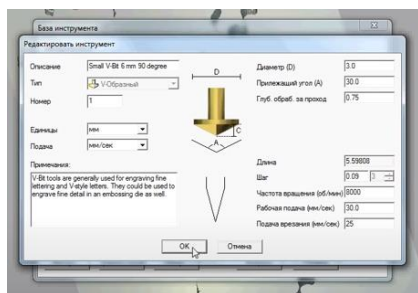 База инструмента
Редактировать инструмент
Описание Small V-Bit 6 mm 90 degree
Тип V-Образный
Номер 1
Единицы мм
Подача мм/сек
Примечания:
V-Bit tools are generally used for engraving fine
lettering and V-style letters. They could be used to
engrave fine detail in an embossing die as well.
D
C
A
Диаметр (D) 3.0
Прилежащий угол (A) 30.0
Глуб. обраб. за проход 0.75
Длина 5.59808
Шаг 0.09 3
Частота вращения (об/мин) 8000
Рабочая подача (мм/сек) 30.0
Подача врезания (мм/сек) 25
OK
Отмена